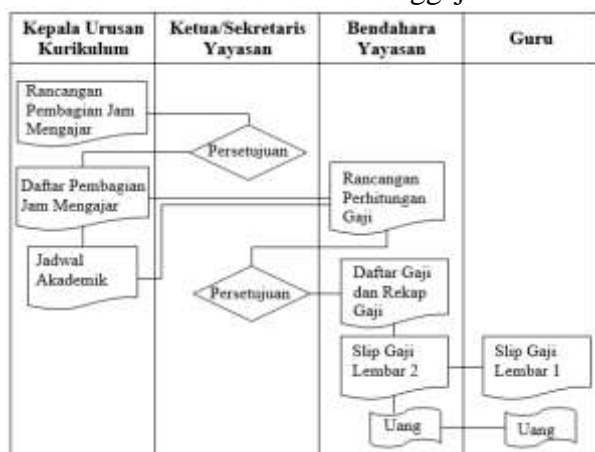 Kepala Urusan
Kurikulum
Ketua/Sekretaris
Yayasan
Bendahara
Yayasan
Guru
Rancangan
Pembagian Jam
Mengajar
Persetujuan
Daftar Pembagian
Jam Mengajar
Rancangan
Perhitungan
Gaji
Jadwal
Akademik
Persetujuan
Daftar Gaji
dan Rekap
Gaji
Slip Gaji
Lembar 2
Slip Gaji
Lembar 1
Uang
Uang